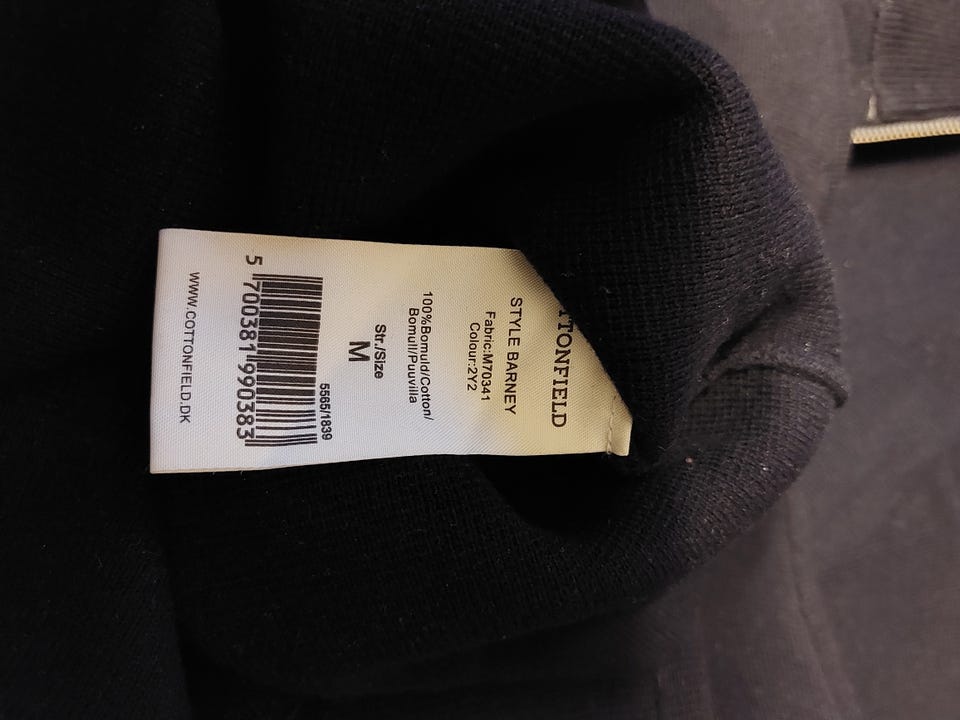 TTONFIELD
STYLE BARNEY
Fabric:M70341
Colour:2Y2
100%Bomuld/Cotton/
Bomull/Puuvilla
Str./Size
M
5565/1839
5 700381 990383
WWW.COTTONFIELD.DK